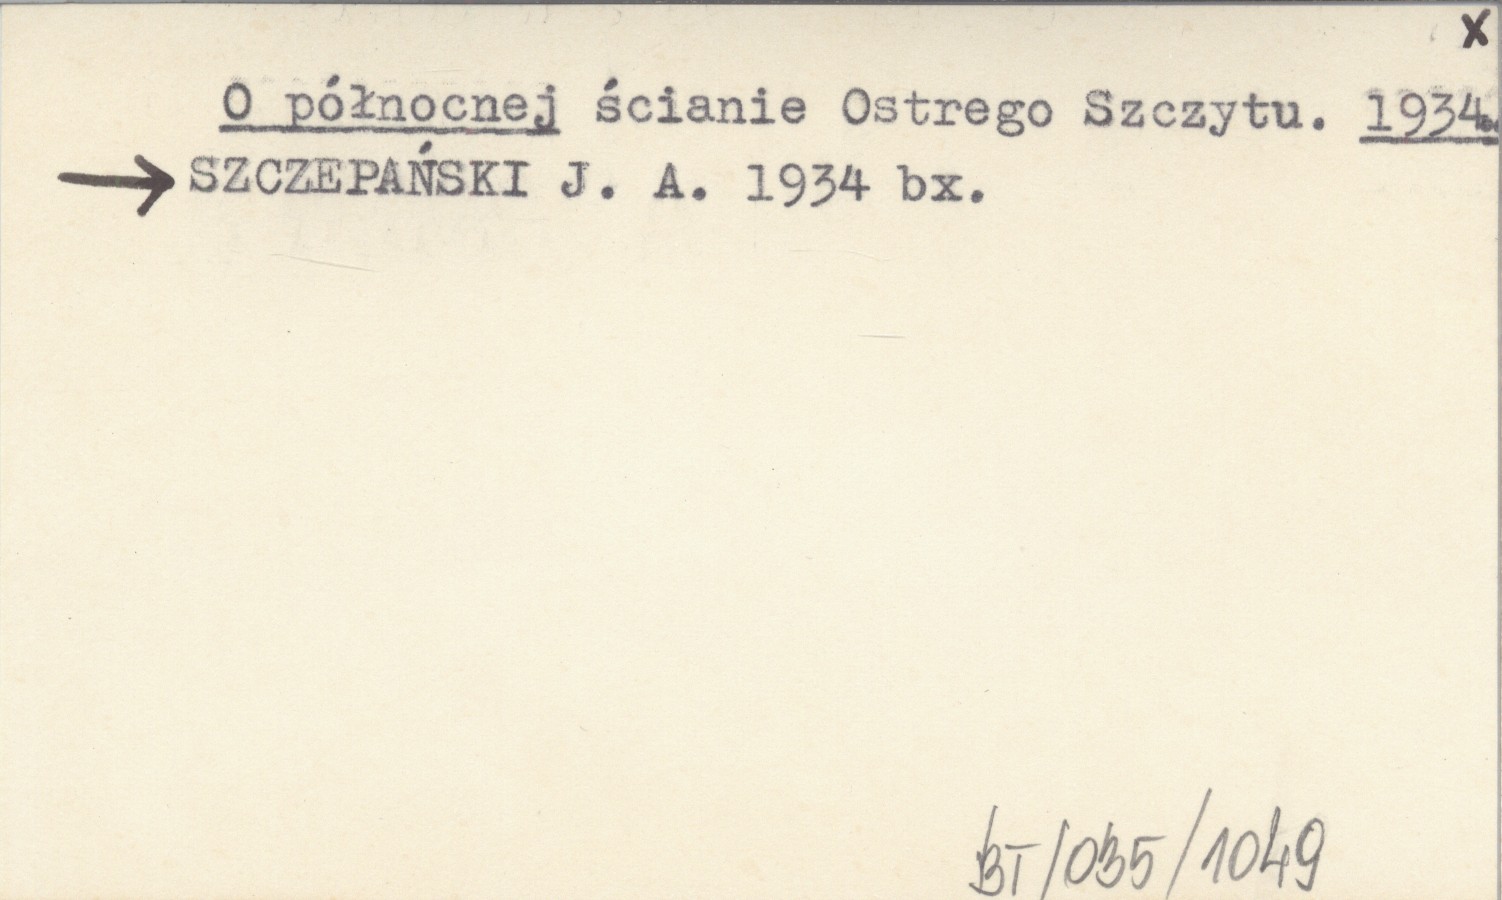 x
O północnej ścianie Ostrego Szczytu. 1934.
→ SZCZEPAŃSKI J. A. 1934 bx.
BT/035/1049